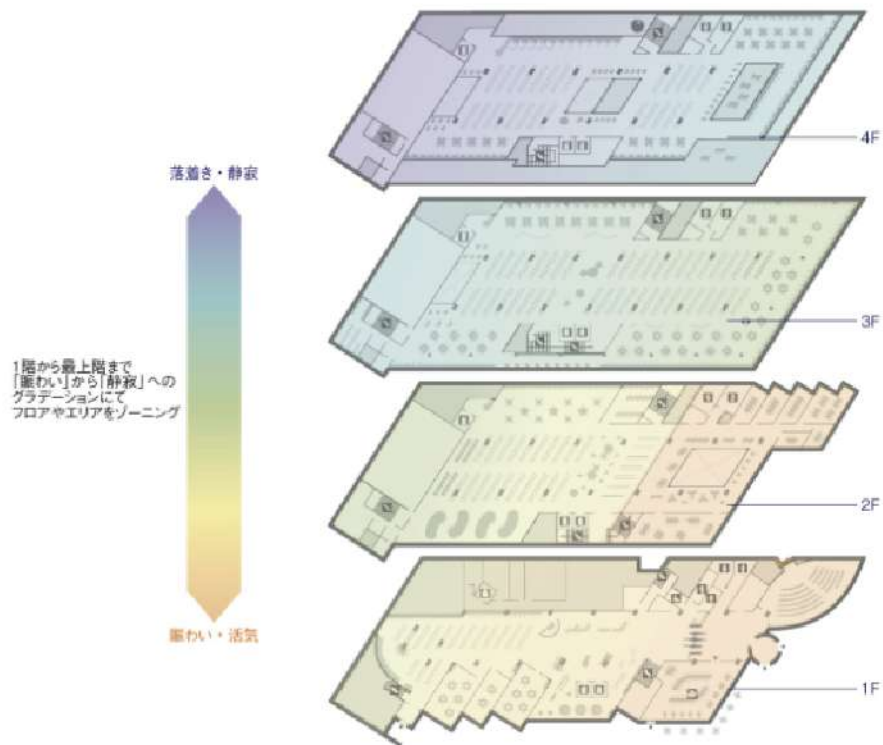 4F
落着き・静寂
3F
1階から最上階まで
「賑わい」から「静寂」への
グラデーションにて
フロアやエリアをゾーニング
2F
賑わい・活気
1F